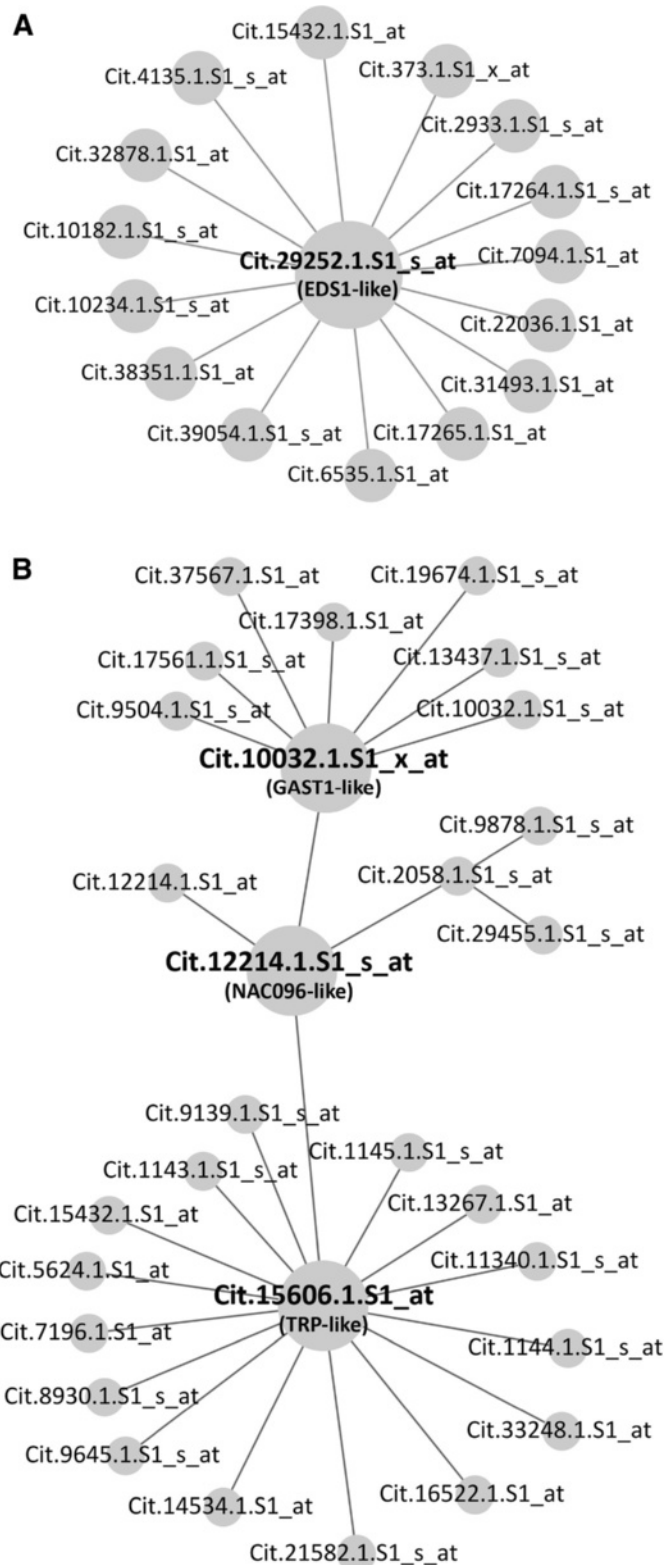 A
Cit.15432.1.S1_at
Cit.4135.1.S1_s_at
Cit.373.1.S1_x_at
Cit.2933.1.S1_s_at
Cit.32878.1.S1_at
Cit.17264.1.S1_s_at
Cit.10182.1.S1_s_at
Cit.7094.1.S1_at
Cit.29252.1.S1_s_at
(EDS1-like)
Cit.10234.1.S1_s_at
Cit.22036.1.S1_at
Cit.38351.1.S1_at
Cit.31493.1.S1_at
Cit.39054.1.S1_s_at
Cit.17265.1.S1_at
Cit.6535.1.S1_at
B
Cit.37567.1.S1_at
Cit.19674.1.S1_s_at
Cit.17398.1.S1_at
Cit.17561.1.S1_s_at
Cit.13437.1.S1_s_at
Cit.9504.1.S1_s_at
Cit.10032.1.S1_s_at
Cit.10032.1.S1_x_at
(GAST1-like)
Cit.9878.1.S1_s_at
Cit.12214.1.S1_at
Cit.2058.1.S1_s_at
Cit.29455.1.S1_s_at
Cit.12214.1.S1_s_at
(NAC096-like)
Cit.9139.1.S1_s_at
Cit.1145.1.S1_s_at
Cit.1143.1.S1_s_at
Cit.13267.1.S1_at
Cit.15432.1.S1_at
Cit.11340.1.S1_s_at
Cit.5624.1.S1_at
Cit.15606.1.S1_at
(TRP-like)
Cit.7196.1.S1_at
Cit.1144.1.S1_s_at
Cit.8930.1.S1_s_at
Cit.33248.1.S1_at
Cit.9645.1.S1_s_at
Cit.16522.1.S1_at
Cit.14534.1.S1_at
Cit.21582.1.S1_s_at